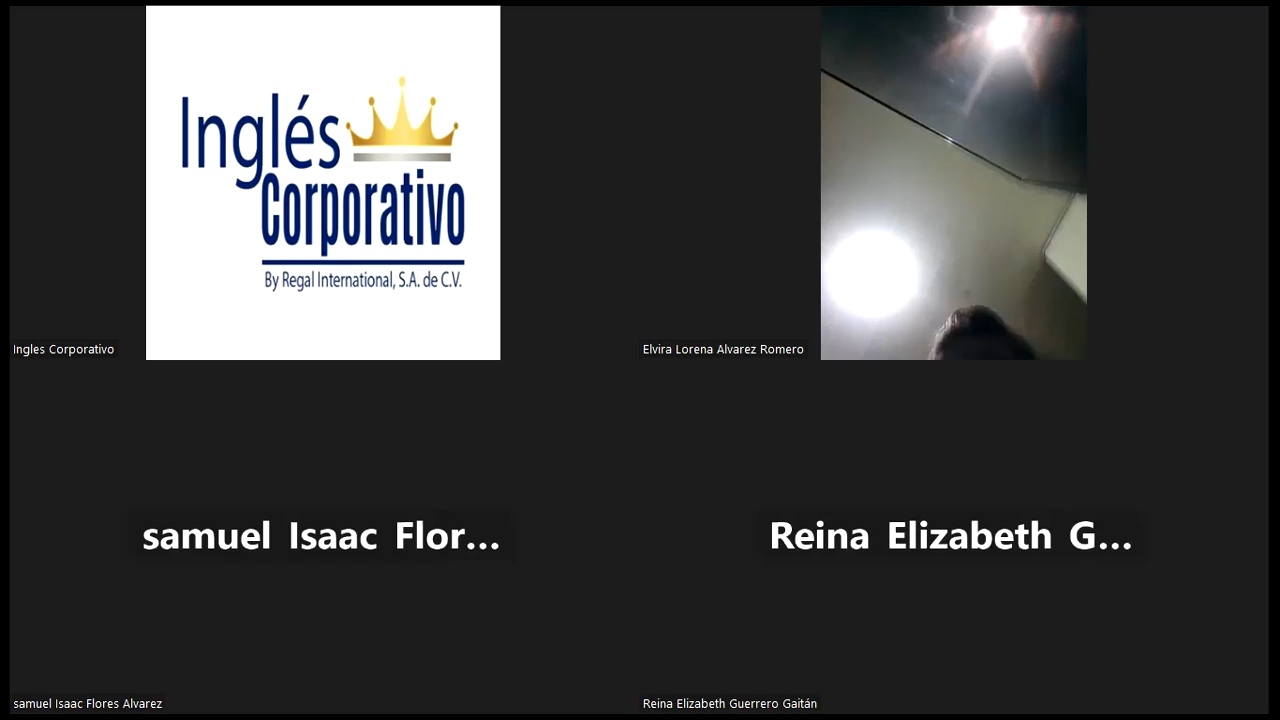 Inglés
Corporativo
By Regal International, S.A. de C.V.
Ingles Corporativo
Elvira Lorena Alvarez Romero
samuel Isaac Flor...
Reina Elizabeth G...
samuel Isaac Flores Alvarez
Reina Elizabeth Guerrero Gaitán